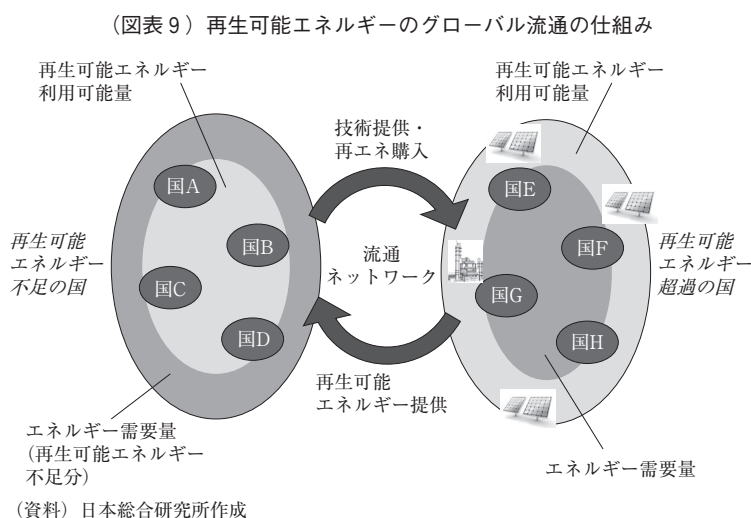 (図表9)再生可能エネルギーのグローバル流通の仕組み
再生可能エネルギー
利用可能量
技術提供・
再エネ購入
再生可能エネルギー
利用可能量
国A
国B
国C
国D
国E
国F
国G
国H
再生可能
エネルギー
不足の国
流通
ネットワーク
再生可能
エネルギー
超過の国
再生可能
エネルギー提供
エネルギー需要量
(再生可能エネルギー
不足分)
エネルギー需要量
(資料)日本総合研究所作成